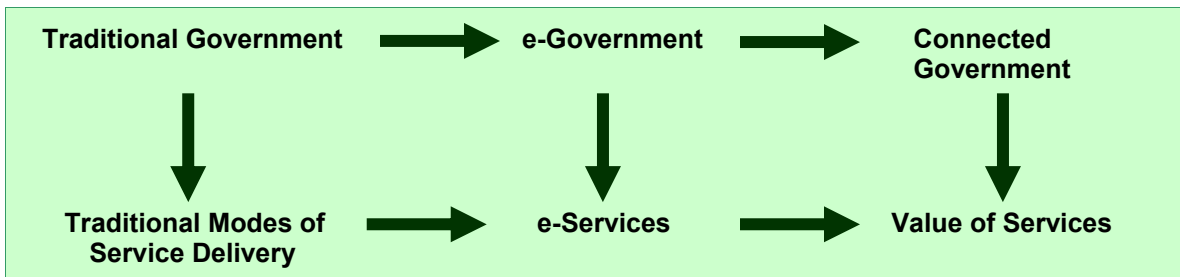 Traditional Government
e-Government
Connected
Government
Traditional Modes of
Service Delivery
e-Services
Value of Services